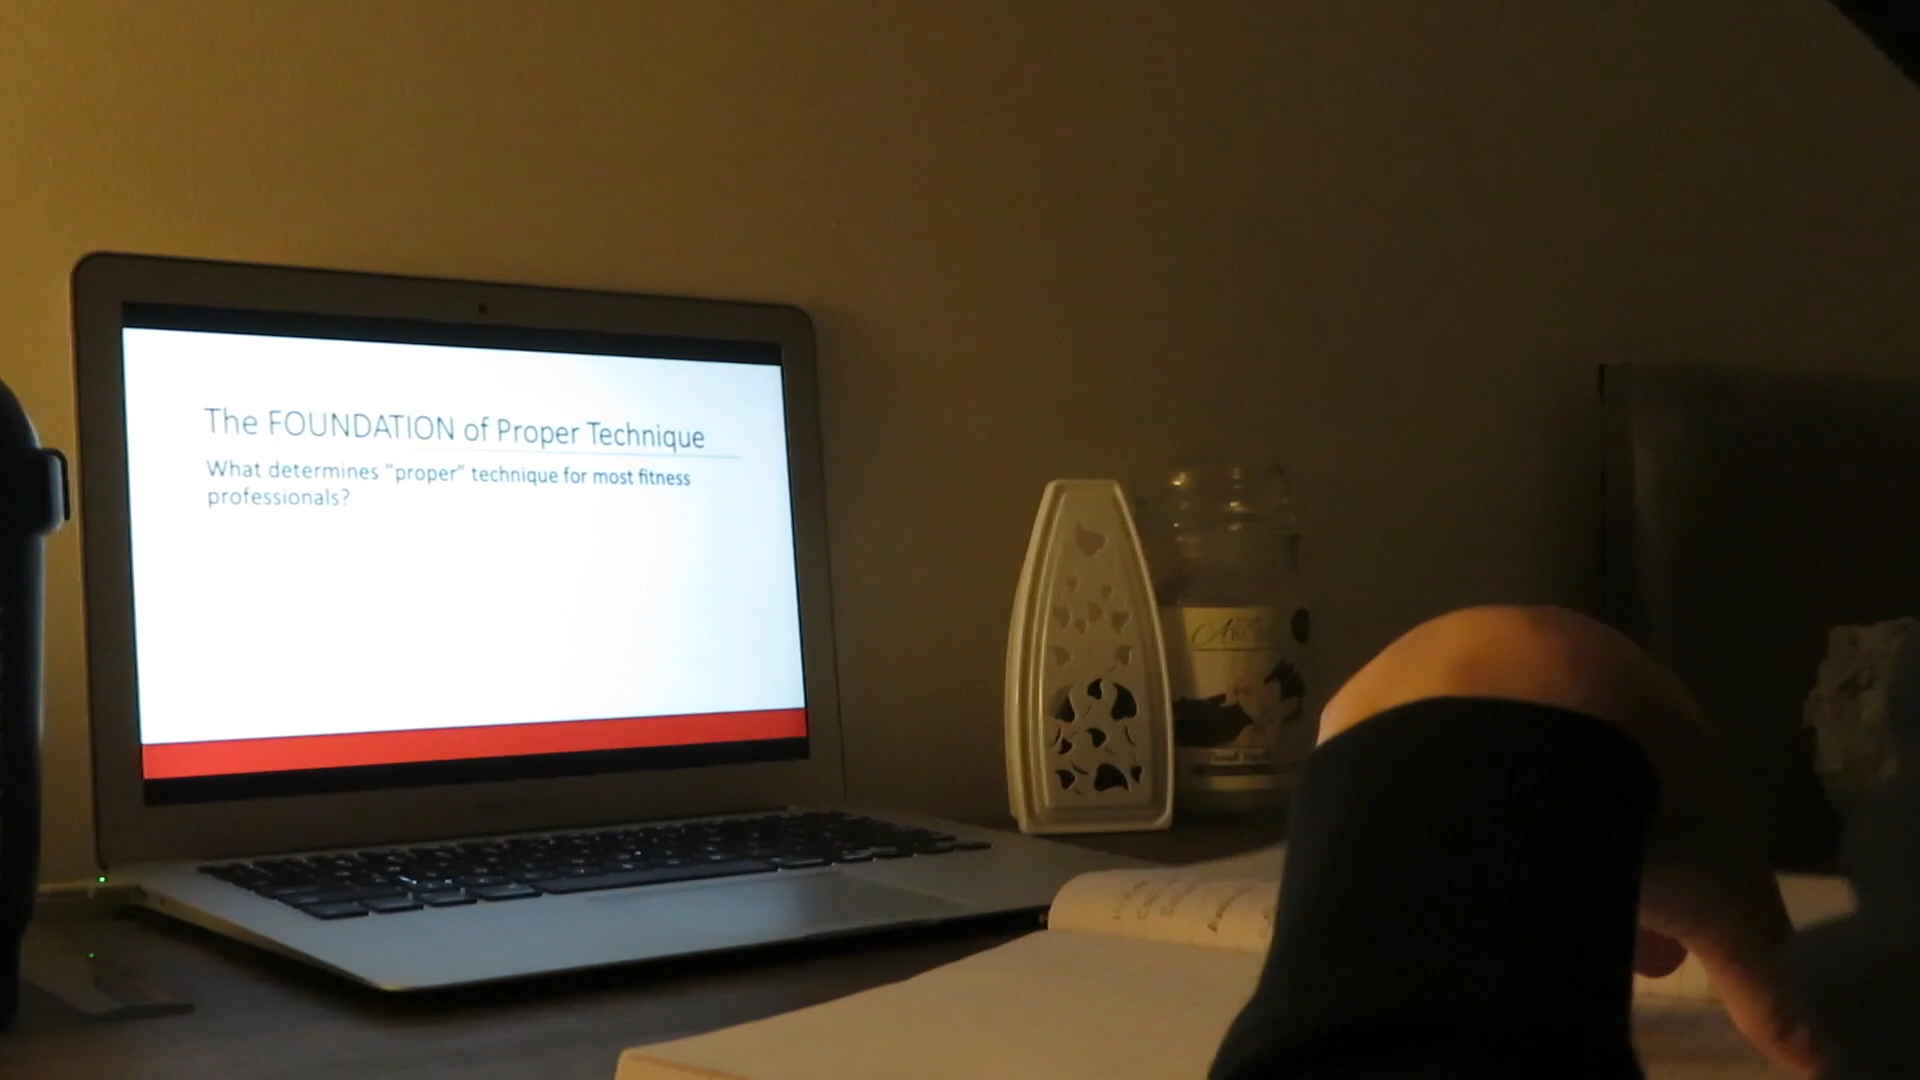 The FOUNDATION of Proper Technique
What determines "proper" technique for most fitness
professionals?